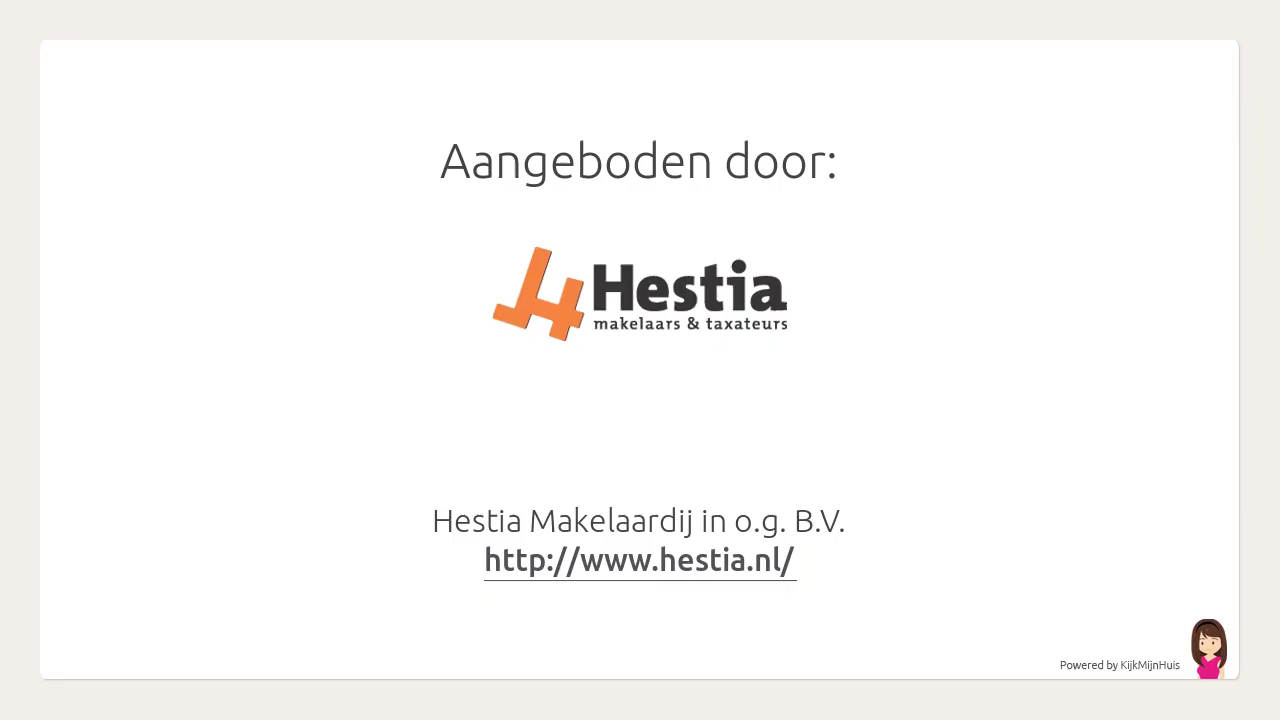 Aangeboden door:
Hestia
makelaars & taxateurs
Hestia Makelaardij in o.g. B.V.
http://www.hestia.nl/
Powered by KijkMijnHuis